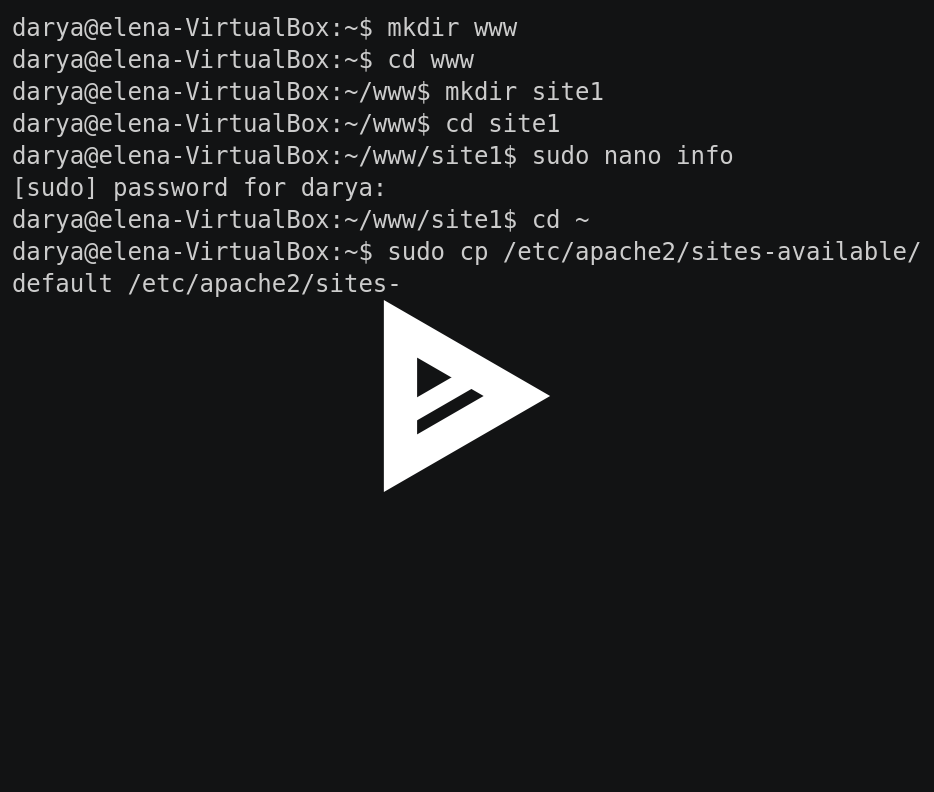 darya@elena-VirtualBox:~$ mkdir www
darya@elena-VirtualBox:~$ cd www
darya@elena-VirtualBox:~/www$ mkdir site1
darya@elena-VirtualBox:~/www$ cd site1
darya@elena-VirtualBox:~/www/site1$ sudo nano info
[sudo] password for darya:
darya@elena-VirtualBox:~/www/site1$ cd ~
darya@elena-VirtualBox:~$ sudo cp /etc/apache2/sites-available/
default /etc/apache2/sites-